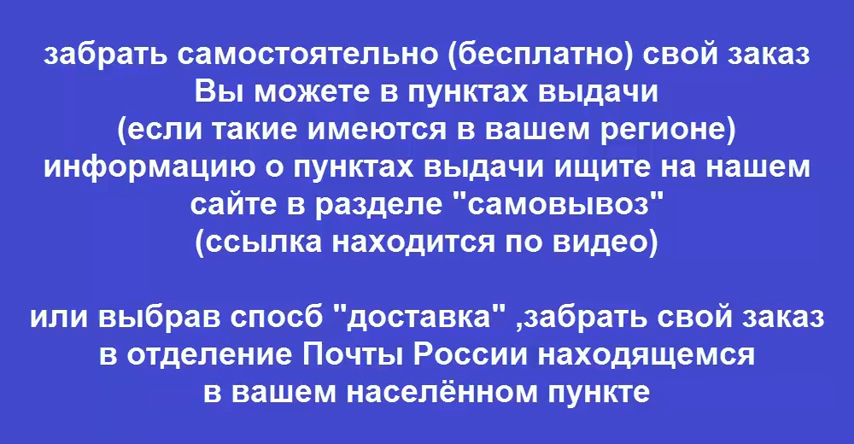 забрать самостоятельно (бесплатно) свой заказ
Вы можете в пунктах выдачи
(если такие имеются в вашем регионе)
информацию о пунктах выдачи ищите на нашем
сайте в разделе "самовывоз"
(ссылка находится по видео)
или выбрав спосб "доставка" ,забрать свой заказ
в отделение Почты России находящемся
в вашем населённом пункте